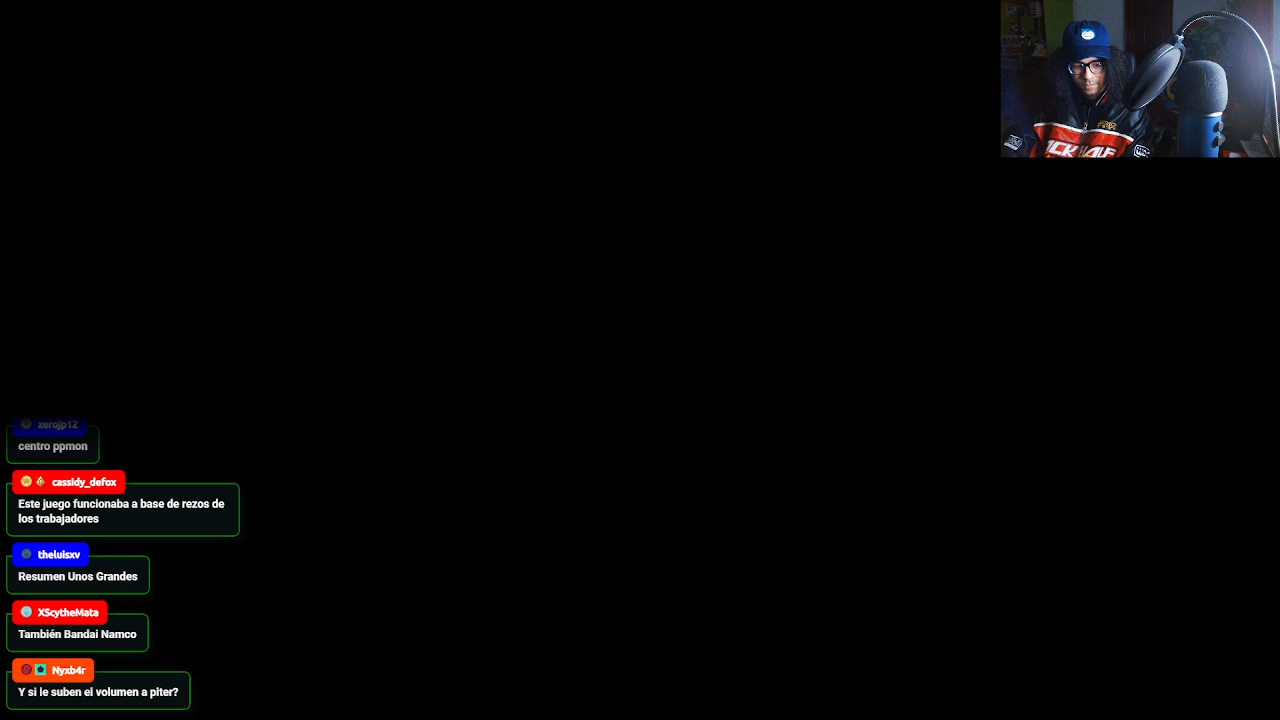 zerojp12
centro ppmon
cassidy_defox
Este juego funcionaba a base de rezos de
los trabajadores
theluisxv
Resumen Unos Grandes
XScytheMata
También Bandai Namco
Nyxb4r
Y si le suben el volumen a piter?